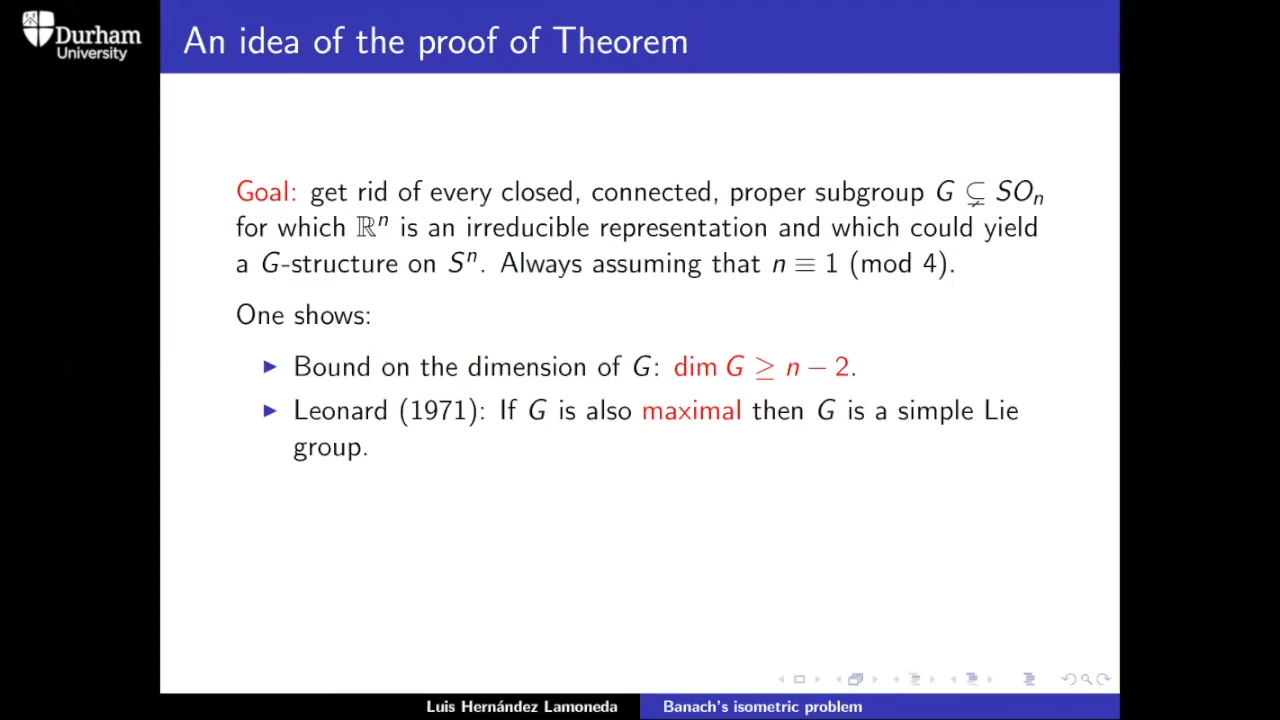 Durham
University
An idea of the proof of Theorem
Goal: get rid of every closed, connected, proper subgroup G ⊊ SOₙ
for which ℝⁿ is an irreducible representation and which could yield
a G-structure on Sⁿ. Always assuming that n ≡ 1 (mod 4).
One shows:
▶ Bound on the dimension of G: dim G ≥ n − 2.
▶ Leonard (1971): If G is also maximal then G is a simple Lie
group.
Luis Hernández Lamoneda Banach's isometric problem